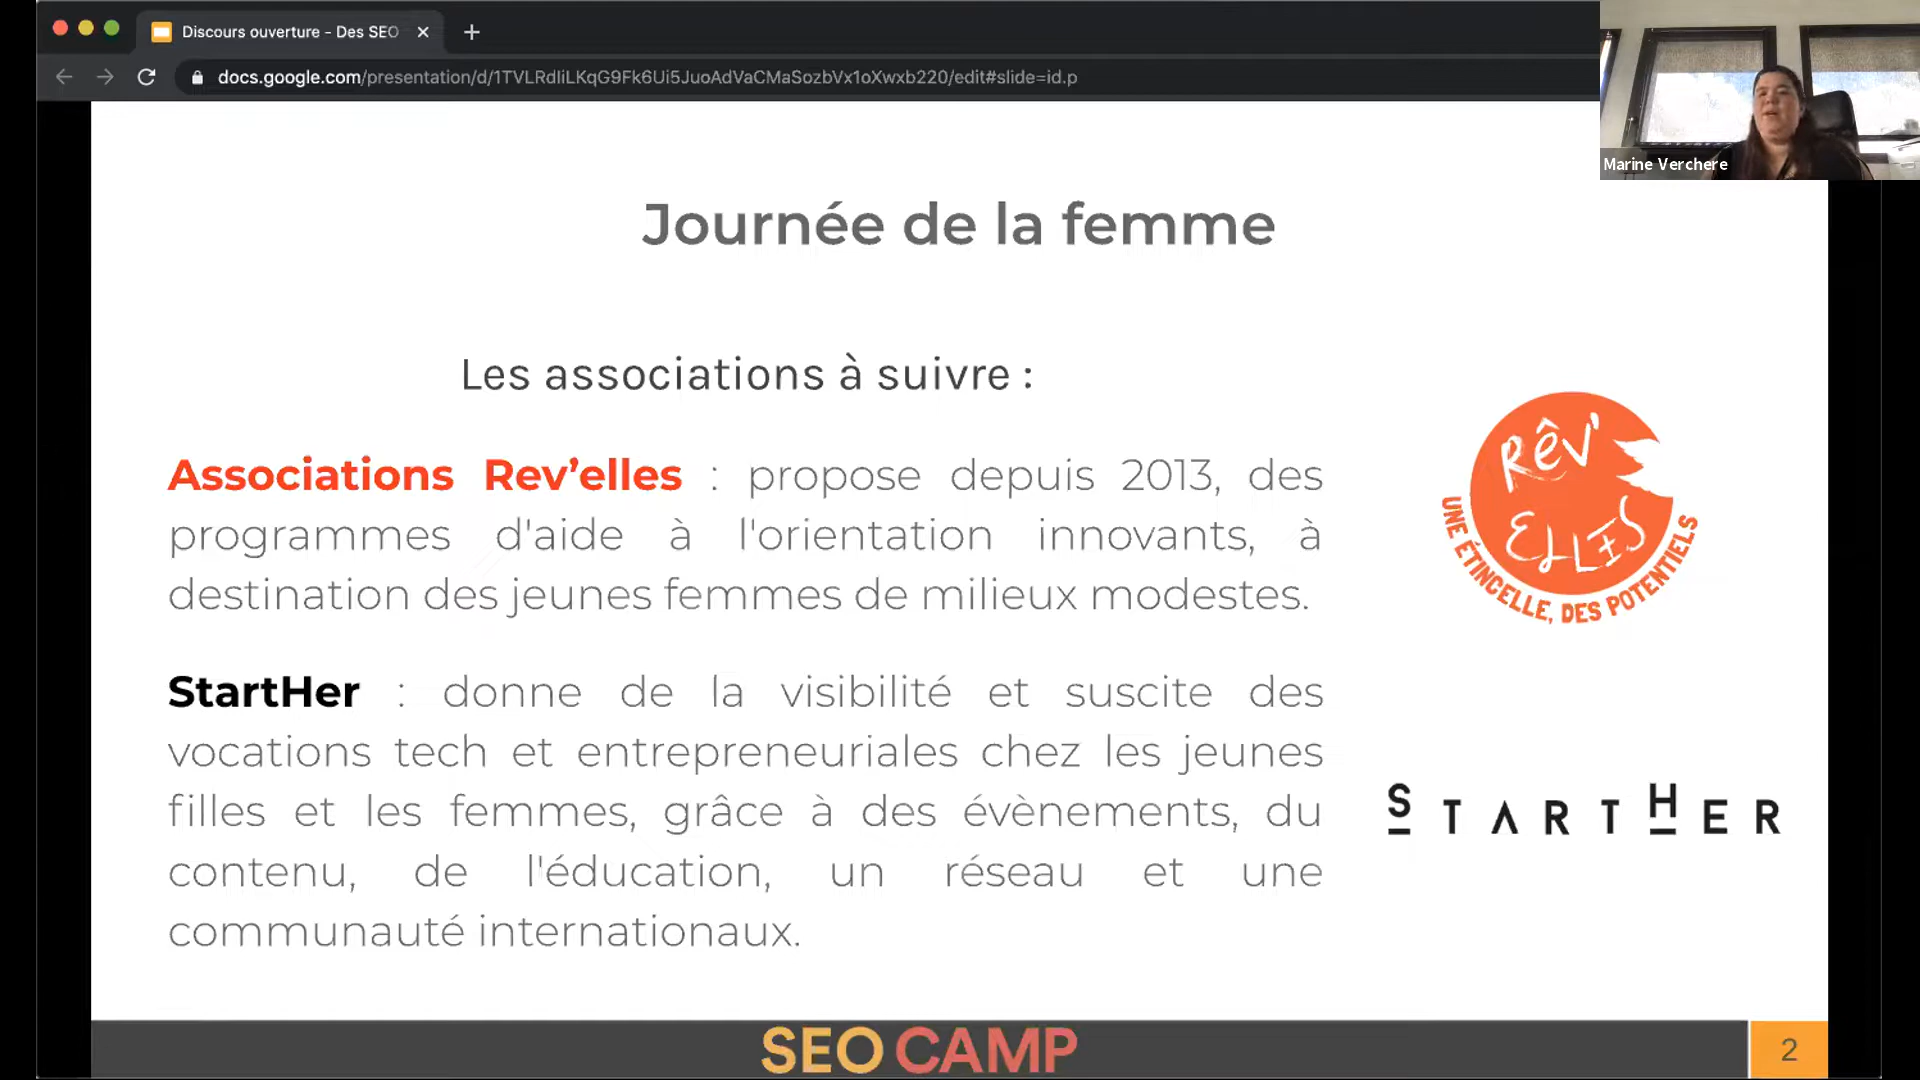 Discours ouverture - Des SEO
docs.google.com/presentation/d/1TVLRdIiLKqG9Fk6Ui5JuoAdVaCMaSozbVx1oXwxb220/edit#slide=id.p
Marine Verchere
Journée de la femme
Les associations à suivre :
Associations Rev’elles : propose depuis 2013, des
programmes d'aide à l'orientation innovants, à
destination des jeunes femmes de milieux modestes.
RÊV'
ELLES
UNE ÉTINCELLE, DES POTENTIELS
StartHer : donne de la visibilité et suscite des
vocations tech et entrepreneuriales chez les jeunes
filles et les femmes, grâce à des évènements, du
contenu, de l'éducation, un réseau et une
communauté internationaux.
STARTHER
SEO CAMP
2